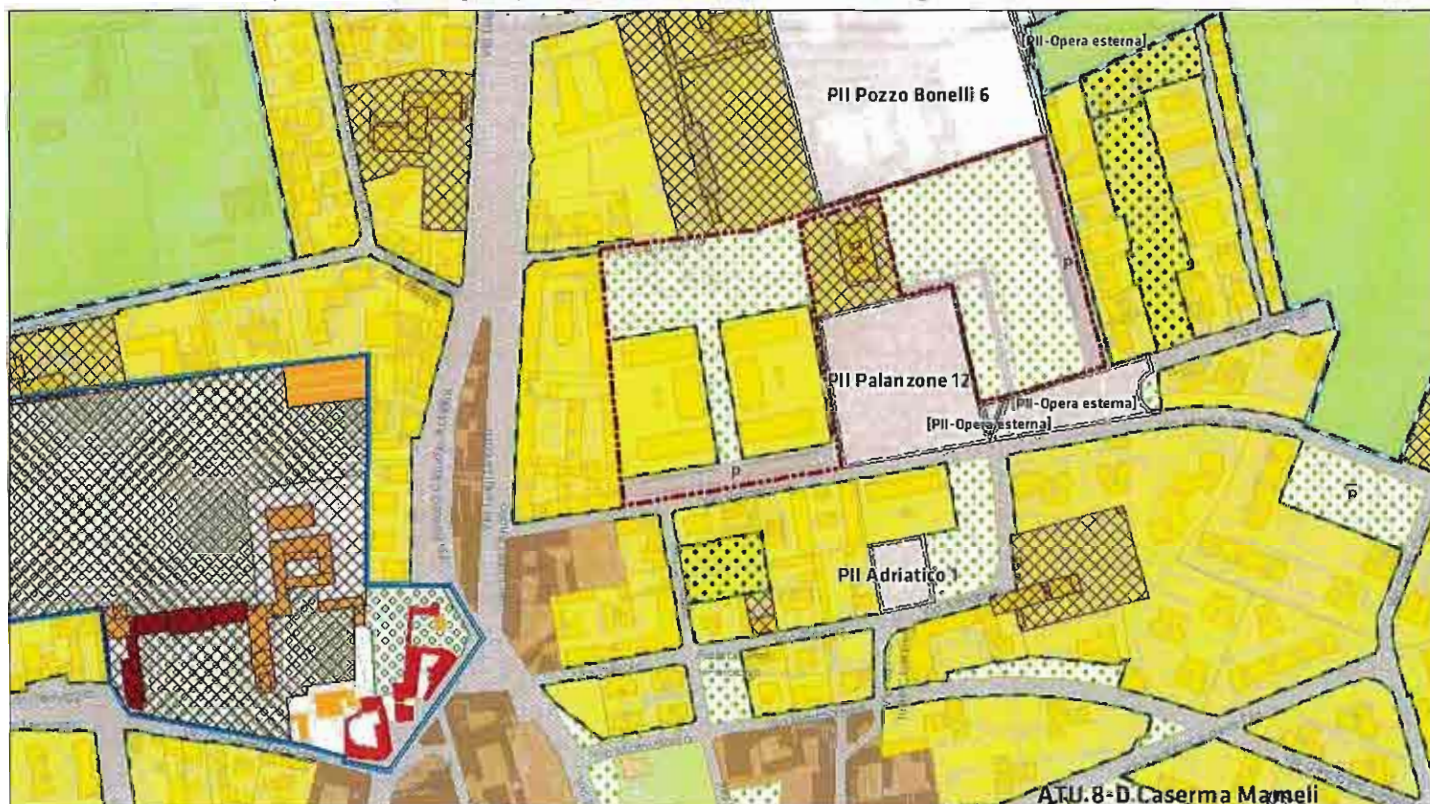 [PII-Opera esterna]
PII Pozzo Bonelli 6
P
PII Palanzone 12
[PII-Opera esterna]
[PII-Opera esterna]
P
P
PII Adriatico 1
ATU 8-D Caserma Mameli